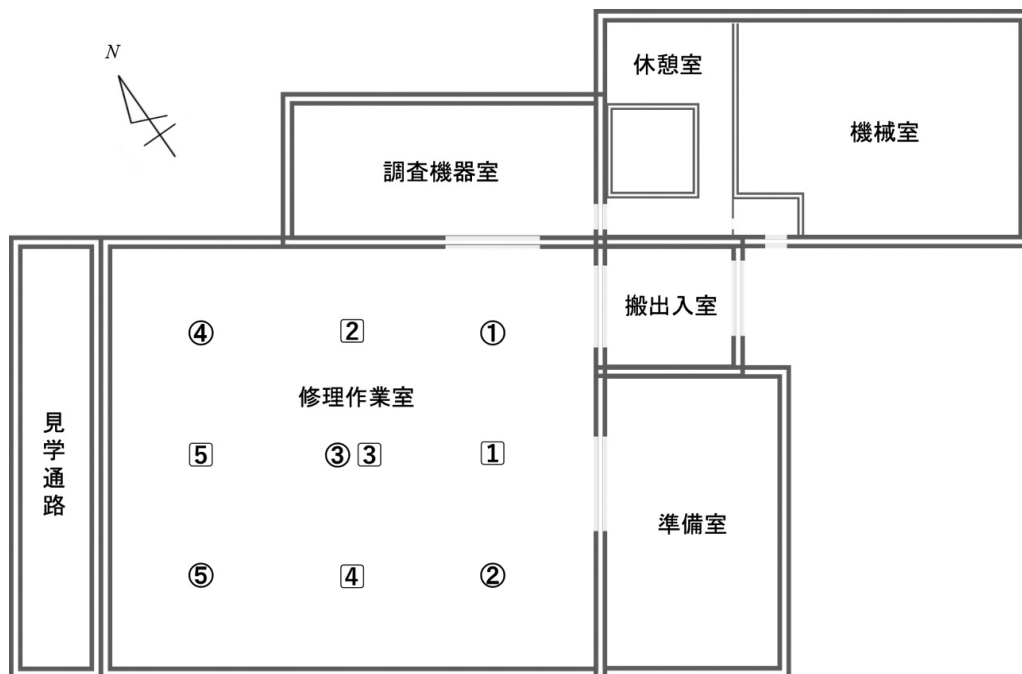 N
休憩室
機械室
調査機器室
搬出入室
④ 2 ①
修理作業室
見学通路
5 ③ 3 1
準備室
⑤ 4 ②